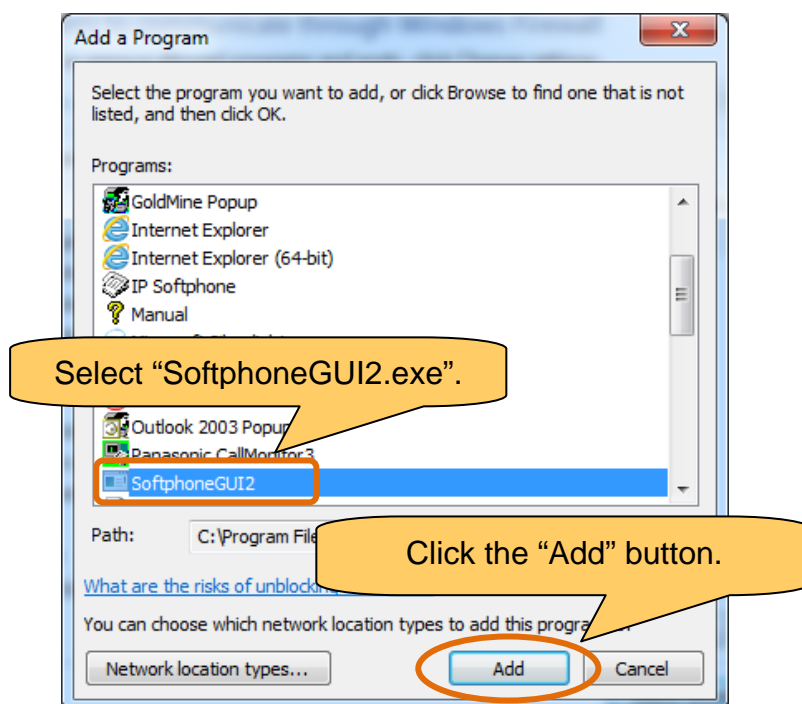 Add a Program
Select the program you want to add, or click Browse to find one that is not
listed, and then click OK.
Programs:
GoldMine Popup
Internet Explorer
Internet Explorer (64-bit)
IP Softphone
Manual
Select “SoftphoneGUI2.exe”.
Outlook 2003 Popup
Panasonic CallMonitor3
SoftphoneGUI2
Path: C:\Program File
Click the “Add” button.
What are the risks of unblocking
You can choose which network location types to add this program
Network location types... Add Cancel